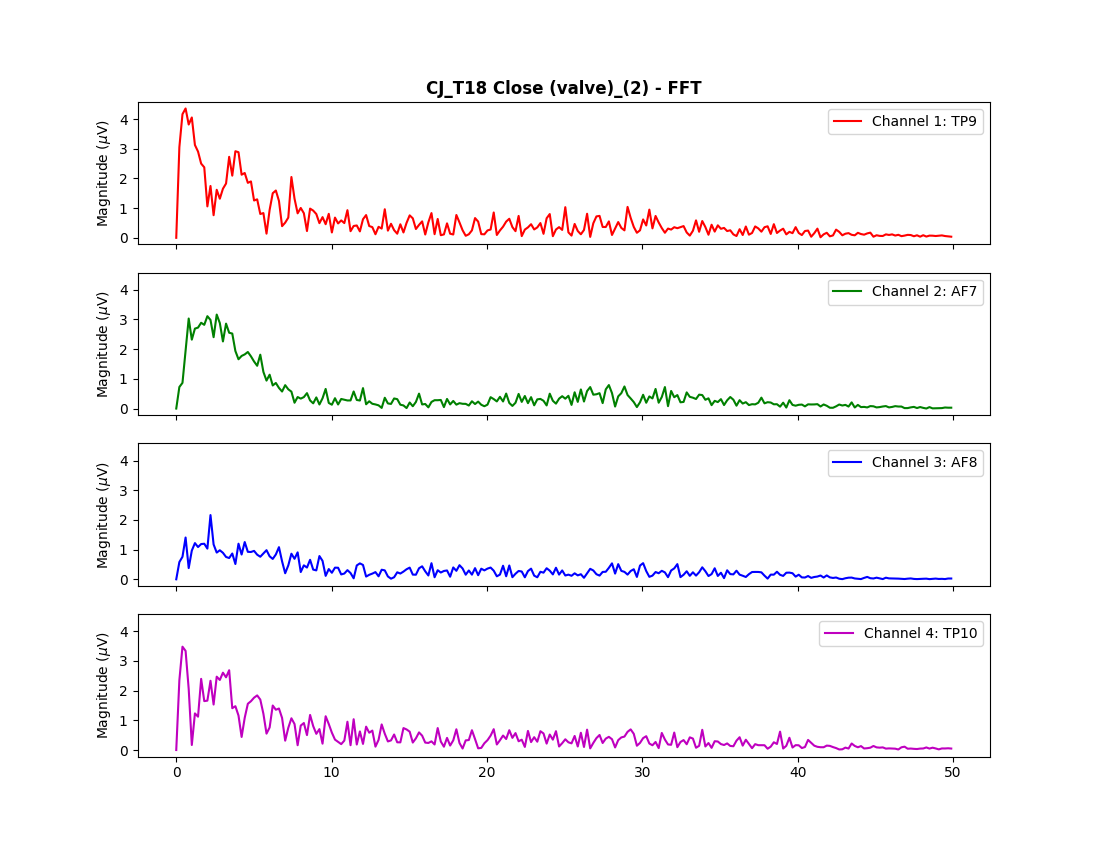 CJ_T18 Close (valve)_(2) - FFT
Magnitude (μV)
4
3
2
1
0
Channel 1: TP9
Magnitude (μV)
4
3
2
1
0
Channel 2: AF7
Magnitude (μV)
4
3
2
1
0
Channel 3: AF8
Magnitude (μV)
4
3
2
1
0
Channel 4: TP10
0 10 20 30 40 50